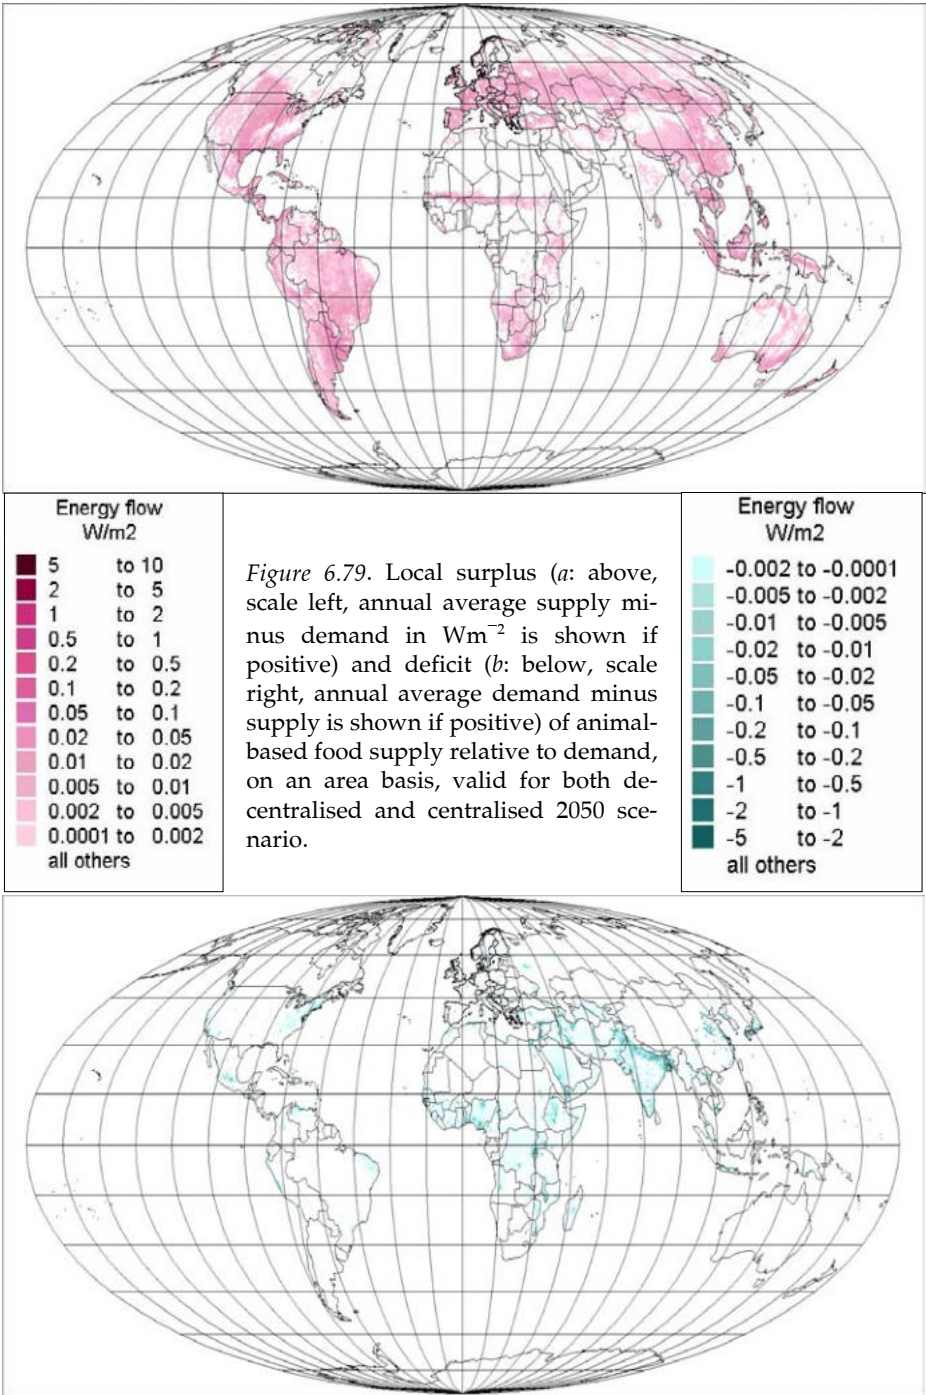 Energy flow
W/m2
5 to 10
2 to 5
1 to 2
0.5 to 1
0.2 to 0.5
0.1 to 0.2
0.05 to 0.1
0.02 to 0.05
0.01 to 0.02
0.005 to 0.01
0.002 to 0.005
0.0001 to 0.002
all others
Figure 6.79. Local surplus (a: above,
scale left, annual average supply mi-
nus demand in Wm⁻² is shown if
positive) and deficit (b: below, scale
right, annual average demand minus
supply is shown if positive) of animal-
based food supply relative to demand,
on an area basis, valid for both de-
centralised and centralised 2050 sce-
nario.
Energy flow
W/m2
-0.002 to -0.0001
-0.005 to -0.002
-0.01 to -0.005
-0.02 to -0.01
-0.05 to -0.02
-0.1 to -0.05
-0.2 to -0.1
-0.5 to -0.2
-1 to -0.5
-2 to -1
-5 to -2
all others